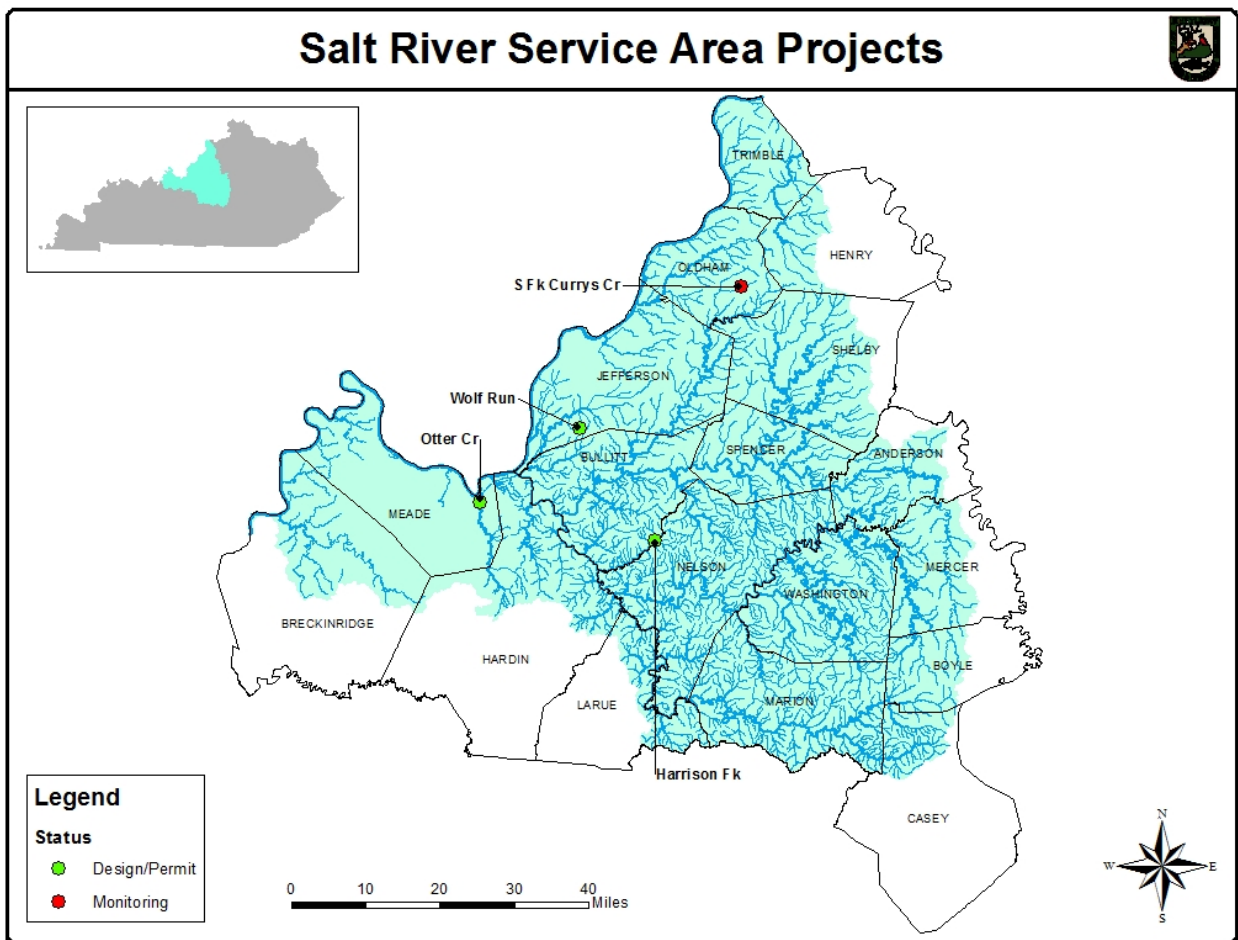 Salt River Service Area Projects
TRIMBLE
HENRY
OLDHAM
S Fk Currys Cr
SHELBY
JEFFERSON
Wolf Run
Otter Cr
BULLITT
SPENCER
ANDERSON
MEADE
NELSON
MERCER
WASHINGTON
BRECKINRIDGE
HARDIN
BOYLE
LARUE
MARION
Harrison Fk
CASEY
Legend
Status
Design/Permit
Monitoring
0 10 20 30 40
Miles
N
W E
S